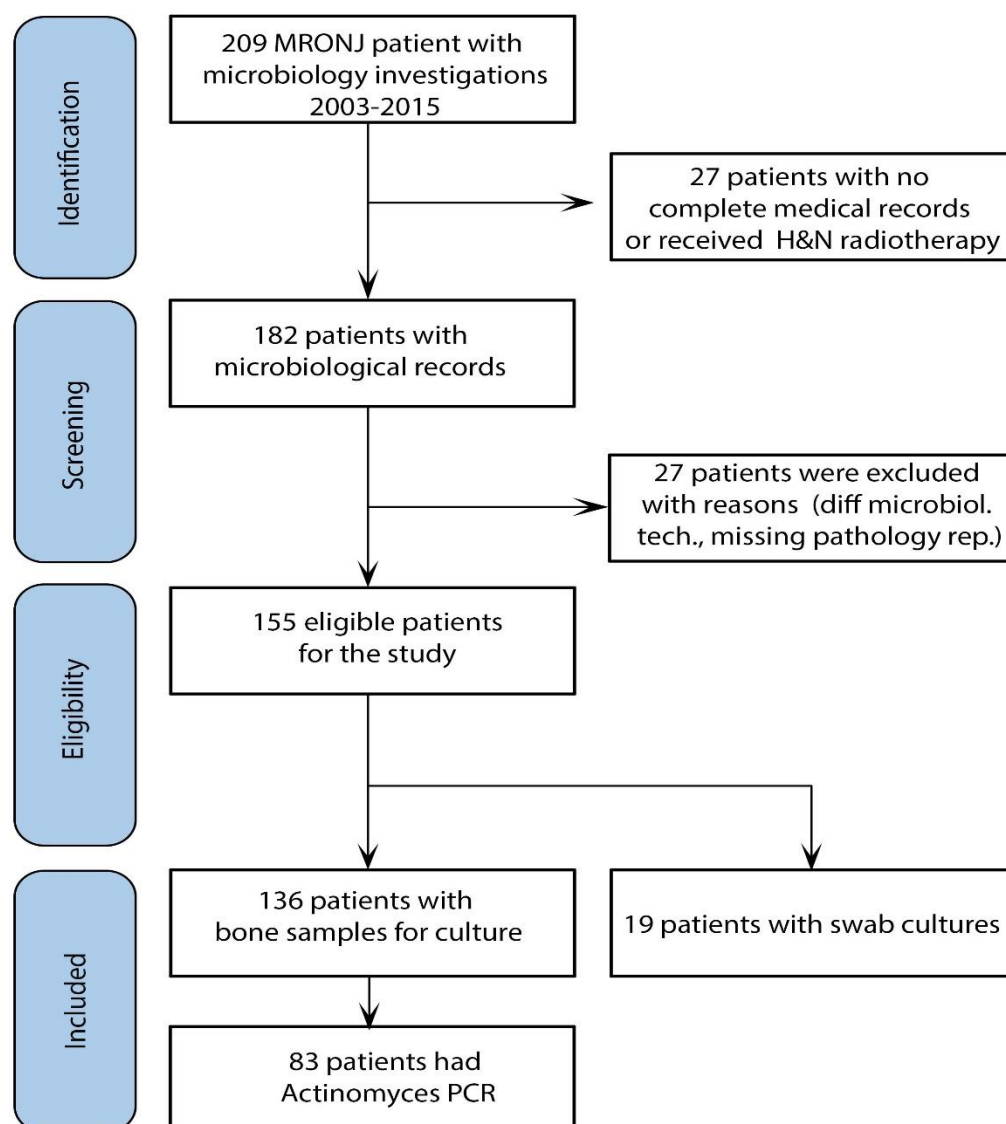 Identification
209 MRONJ patient with
microbiology investigations
2003-2015
27 patients with no
complete medical records
or received H&N radiotherapy
Screening
182 patients with
microbiological records
27 patients were excluded
with reasons (diff microbiol.
tech., missing pathology rep.)
Eligibility
155 eligible patients
for the study
Included
136 patients with
bone samples for culture
19 patients with swab cultures
83 patients had
Actinomyces PCR